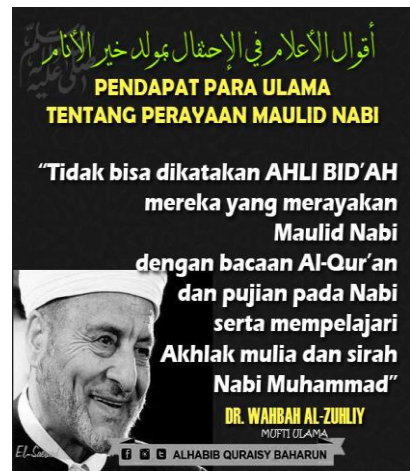 أقوال الأعلام في الإحتفال بمولد خير الأنام
PENDAPAT PARA ULAMA
TENTANG PERAYAAN MAULID NABI
“Tidak bisa dikatakan AHLI BID’AH
mereka yang merayakan
Maulid Nabi
dengan bacaan Al-Qur’an
dan pujian pada Nabi
serta mempelajari
Akhlak mulia dan sirah
Nabi Muhammad”
DR. WAHBAH AL-ZUHLIY
MUFTI ULAMA
ALHABIB QURAISY BAHARUN